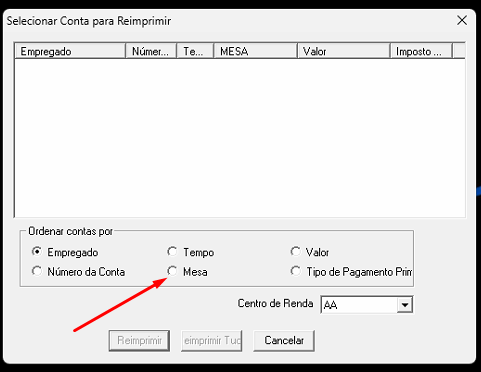 Selecionar Conta para Reimprimir
Empregado Númer... Te... MESA Valor Imposto ...
Ordenar contas por
Empregado Tempo Valor
Número da Conta Mesa Tipo de Pagamento Prim
Centro de Renda AA
Reimprimir eimprimir Tud Cancelar